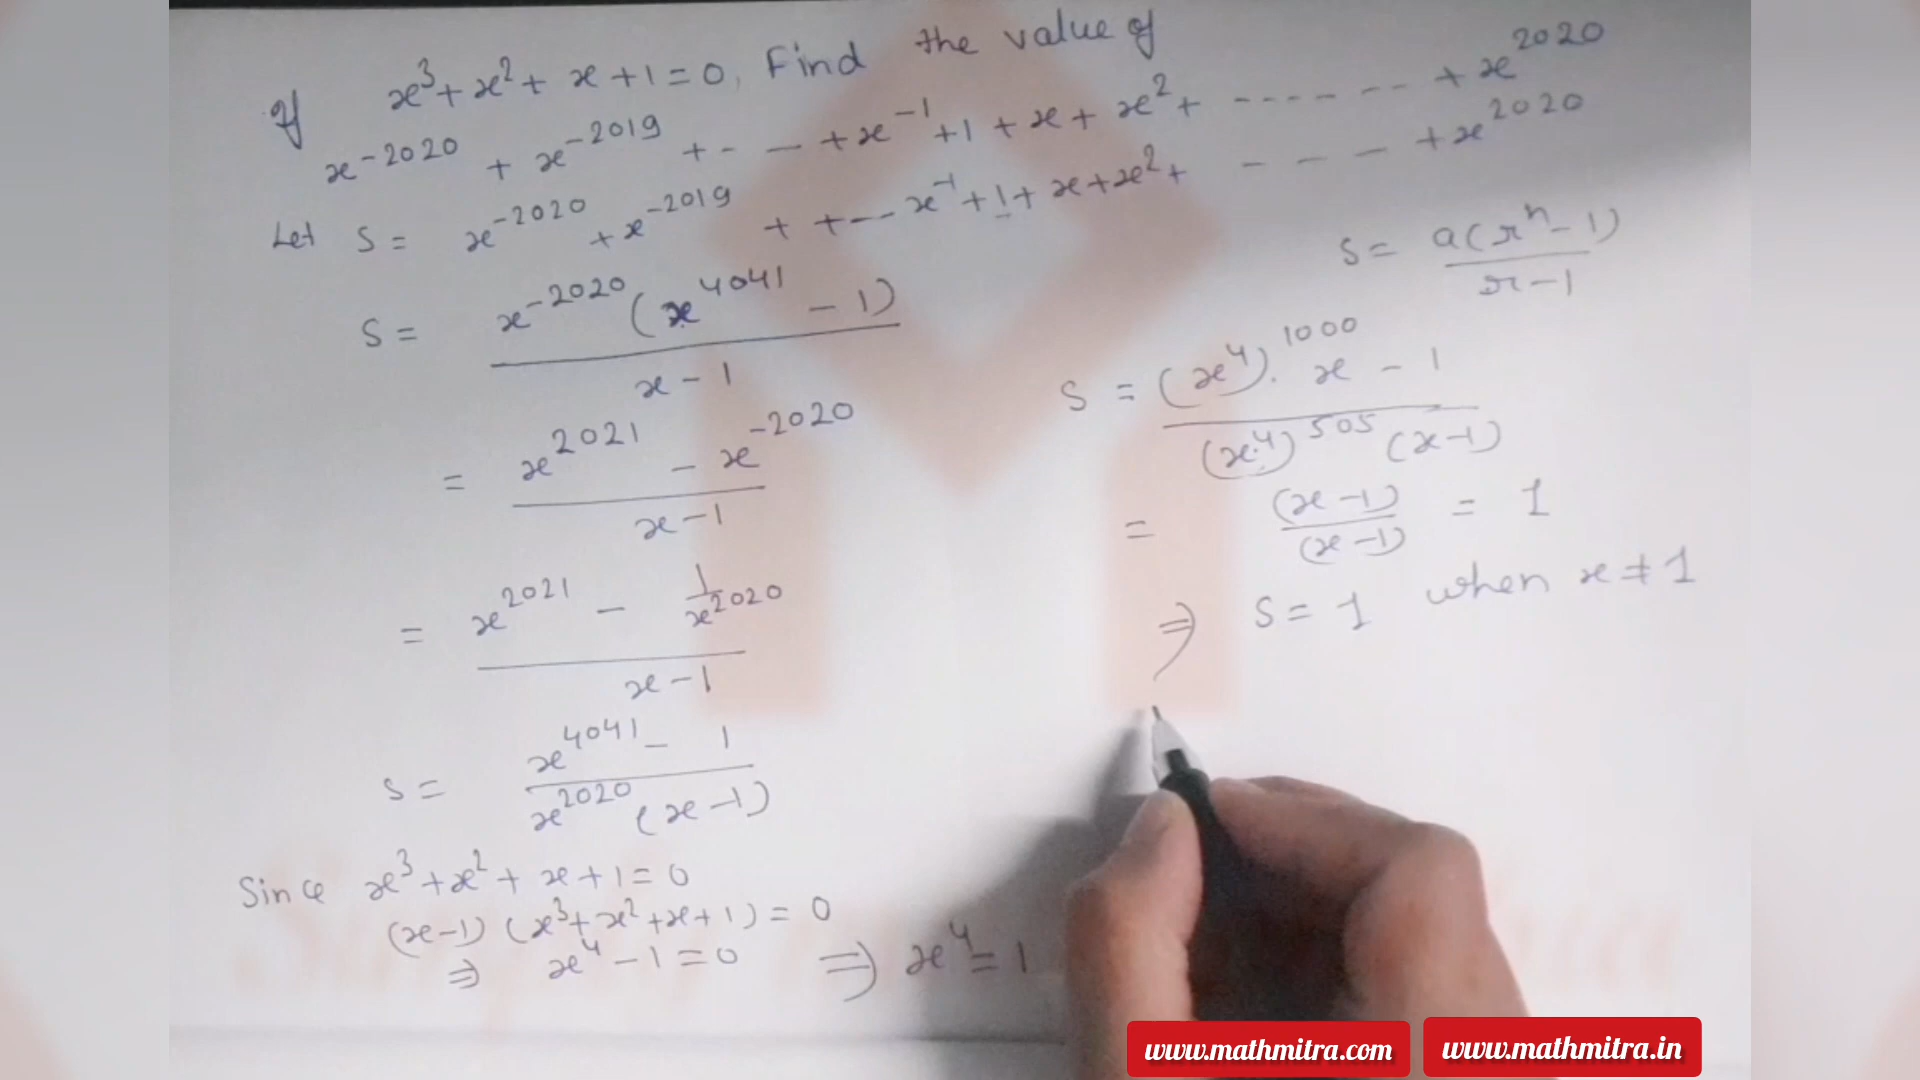 If x³ + x² + x + 1 = 0, Find the value of
x⁻²⁰²⁰ + x⁻²⁰¹⁹ + - — + x⁻¹ + 1 + x + x² + ------- + x²⁰²⁰
Let S = x⁻²⁰²⁰ + x⁻²⁰¹⁹ + + -— x⁻¹ + 1 + x + x² + - - - — + x²⁰²⁰
S = x⁻²⁰²⁰ (x⁴⁰⁴¹ - 1) / x - 1
= x²⁰²¹ - x⁻²⁰²⁰ / x - 1
= x²⁰²¹ - 1/x²⁰²⁰ / x - 1
S = x⁴⁰⁴¹ - 1 / x²⁰²⁰ (x - 1)
Since x³ + x² + x + 1 = 0
(x - 1) (x³ + x² + x + 1) = 0
⇒ x⁴ - 1 = 0 ⇒ x⁴ = 1
S = a(rⁿ - 1) / r - 1
S = (x⁴)¹⁰⁰⁰ . x - 1 / (x⁴)⁵⁰⁵ (x - 1)
= (x - 1) / (x - 1) = 1
⇒ S = 1 when x ≠ 1
www.mathmitra.com
www.mathmitra.in